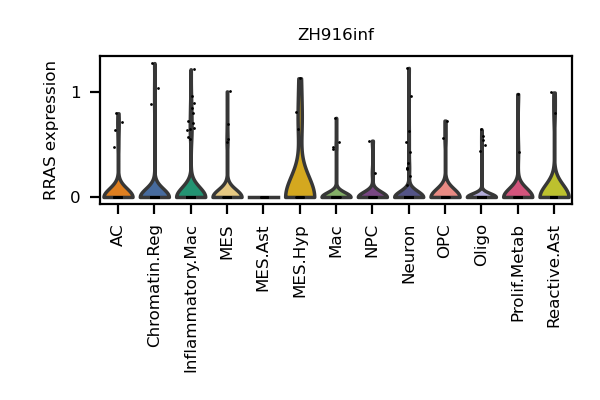 ZH916inf
RRAS expression
1
0
AC
Chromatin.Reg
Inflammatory.Mac
MES
MES.Ast
MES.Hyp
Mac
NPC
Neuron
OPC
Oligo
Prolif.Metab
Reactive.Ast